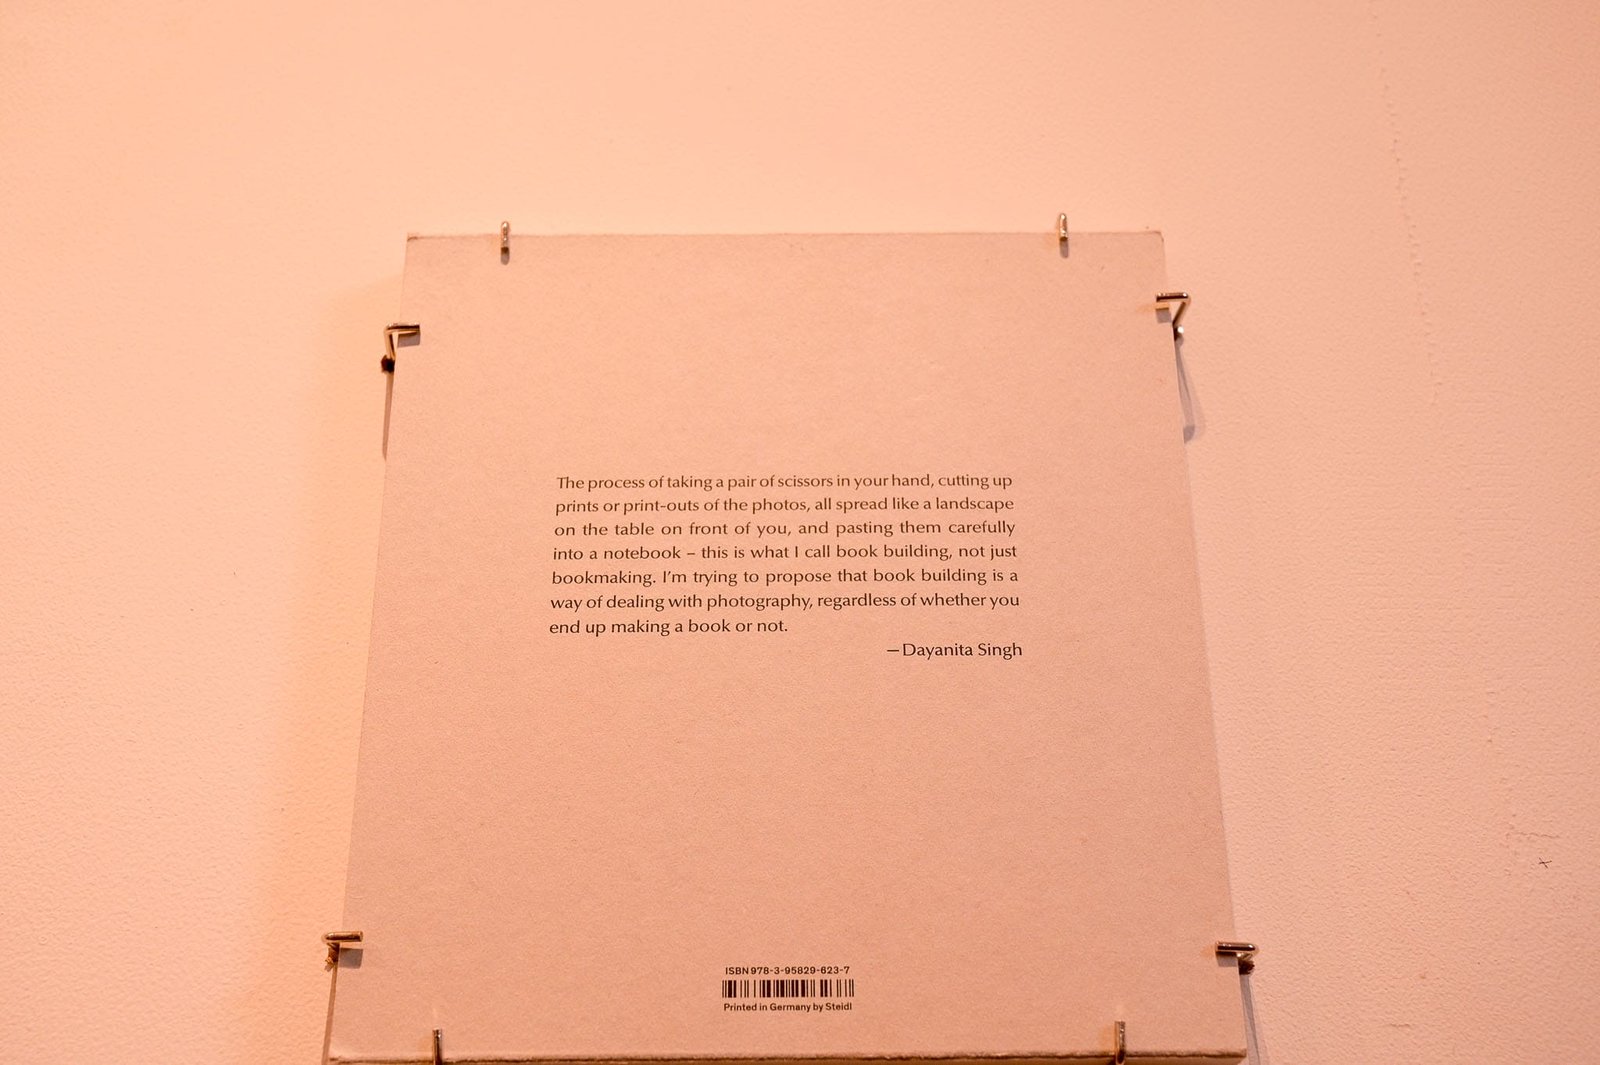 The process of taking a pair of scissors in your hand, cutting up
prints or print-outs of the photos, all spread like a landscape
on the table on front of you, and pasting them carefully
into a notebook – this is what I call book building, not just
bookmaking. I'm trying to propose that book building is a
way of dealing with photography, regardless of whether you
end up making a book or not.
—Dayanita Singh
ISBN 978-3-95829-623-7
Printed in Germany by Steidl